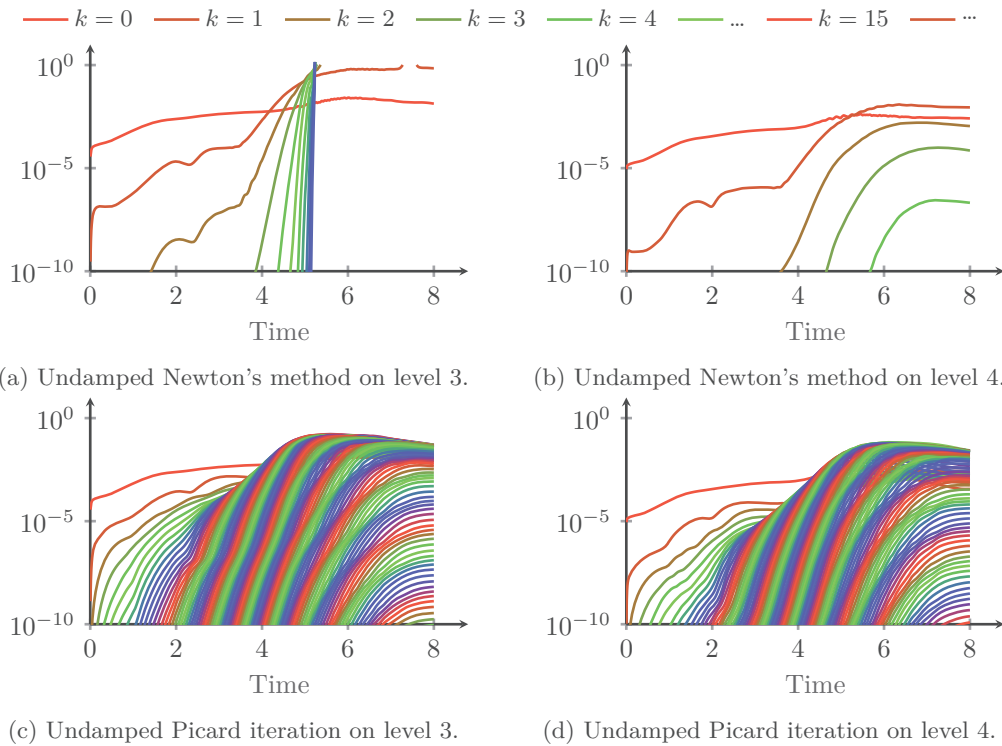 k = 0 k = 1 k = 2 k = 3 k = 4 ... k = 15 ...
10^0 10^0
10^−5 10^−5
10^−10 10^−10
0 2 4 6 8 0 2 4 6 8
Time Time
(a) Undamped Newton's method on level 3. (b) Undamped Newton's method on level 4.
10^0 10^0
10^−5 10^−5
10^−10 10^−10
0 2 4 6 8 0 2 4 6 8
Time Time
(c) Undamped Picard iteration on level 3. (d) Undamped Picard iteration on level 4.